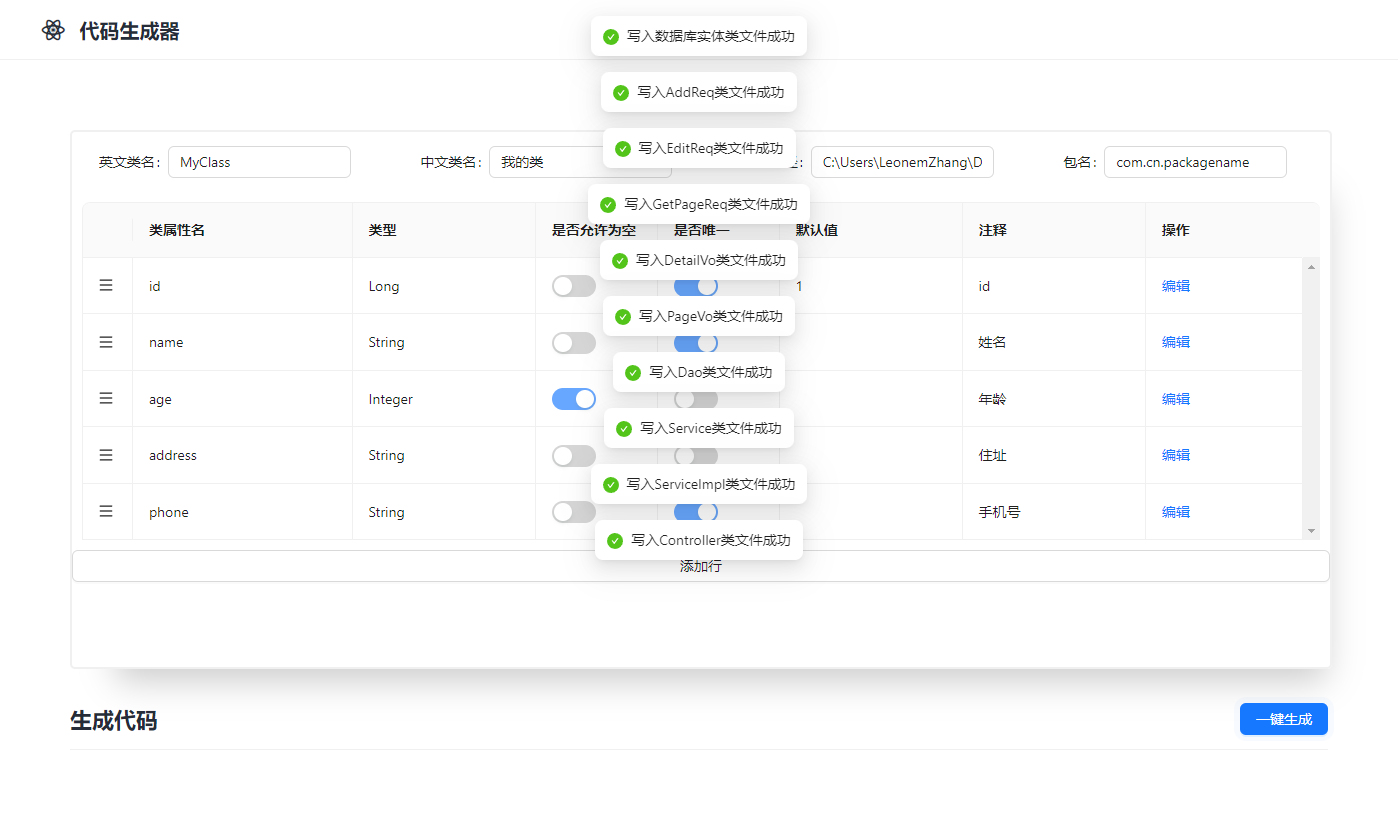 代码生成器
写入数据库实体类文件成功
写入AddReq类文件成功
写入EditReq类文件成功
英文类名: MyClass 中文类名: 我的类 : C:\Users\LeonemZhang\D 包名: com.cn.packagename
写入GetPageReq类文件成功
类属性名 类型 是否允许为空 是否唯一 默认值 注释 操作
写入DetailVo类文件成功
id Long 1 id 编辑
写入PageVo类文件成功
name String 姓名 编辑
写入Dao类文件成功
age Integer 年龄 编辑
写入Service类文件成功
address String 住址 编辑
写入ServiceImpl类文件成功
phone String 手机号 编辑
写入Controller类文件成功
添加行
生成代码 一键生成